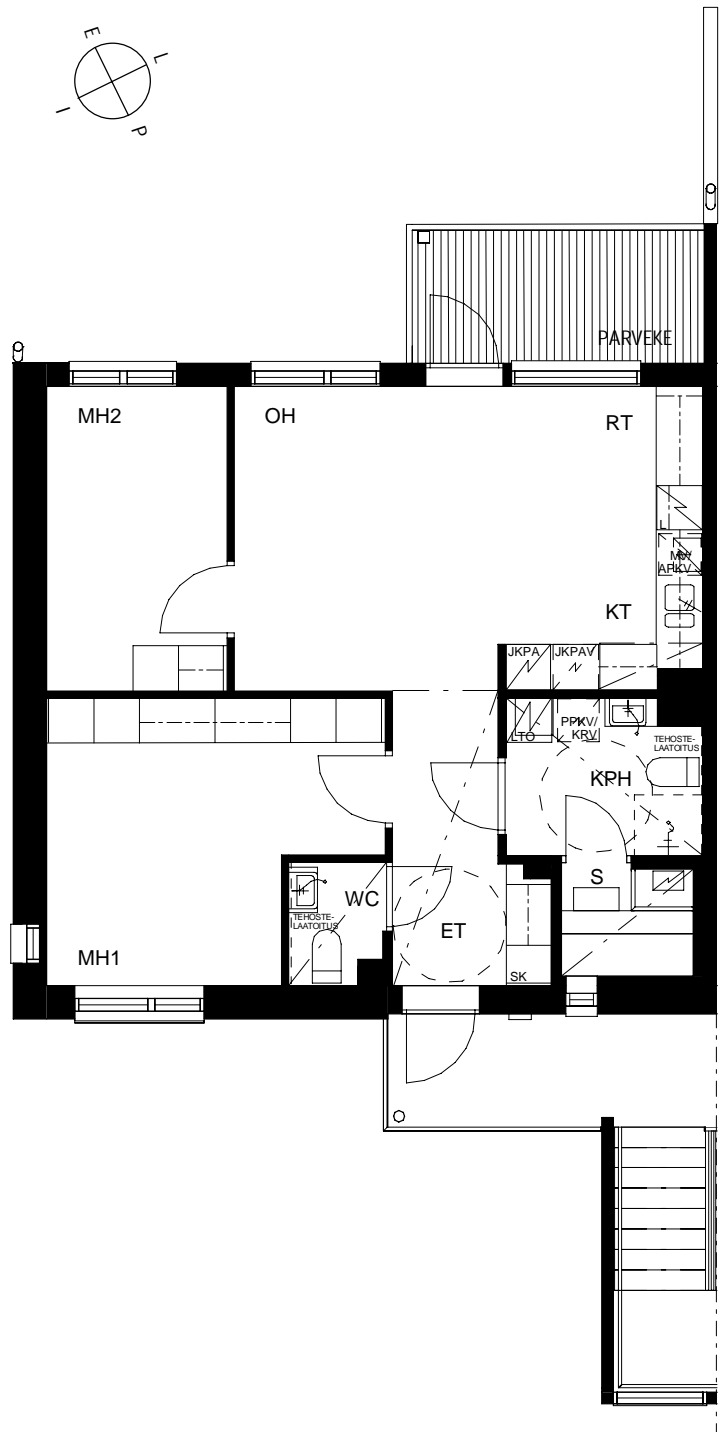 E
L
I
P
PARVEKE
MH2
OH
RT
L
APKV
KT
JKPA
JKPAV
LTO
PPKV/
KRV
TEHOSTE-
LAATOITUS
KPH
S
WC
TEHOSTE-
LAATOITUS
ET
MH1
SK